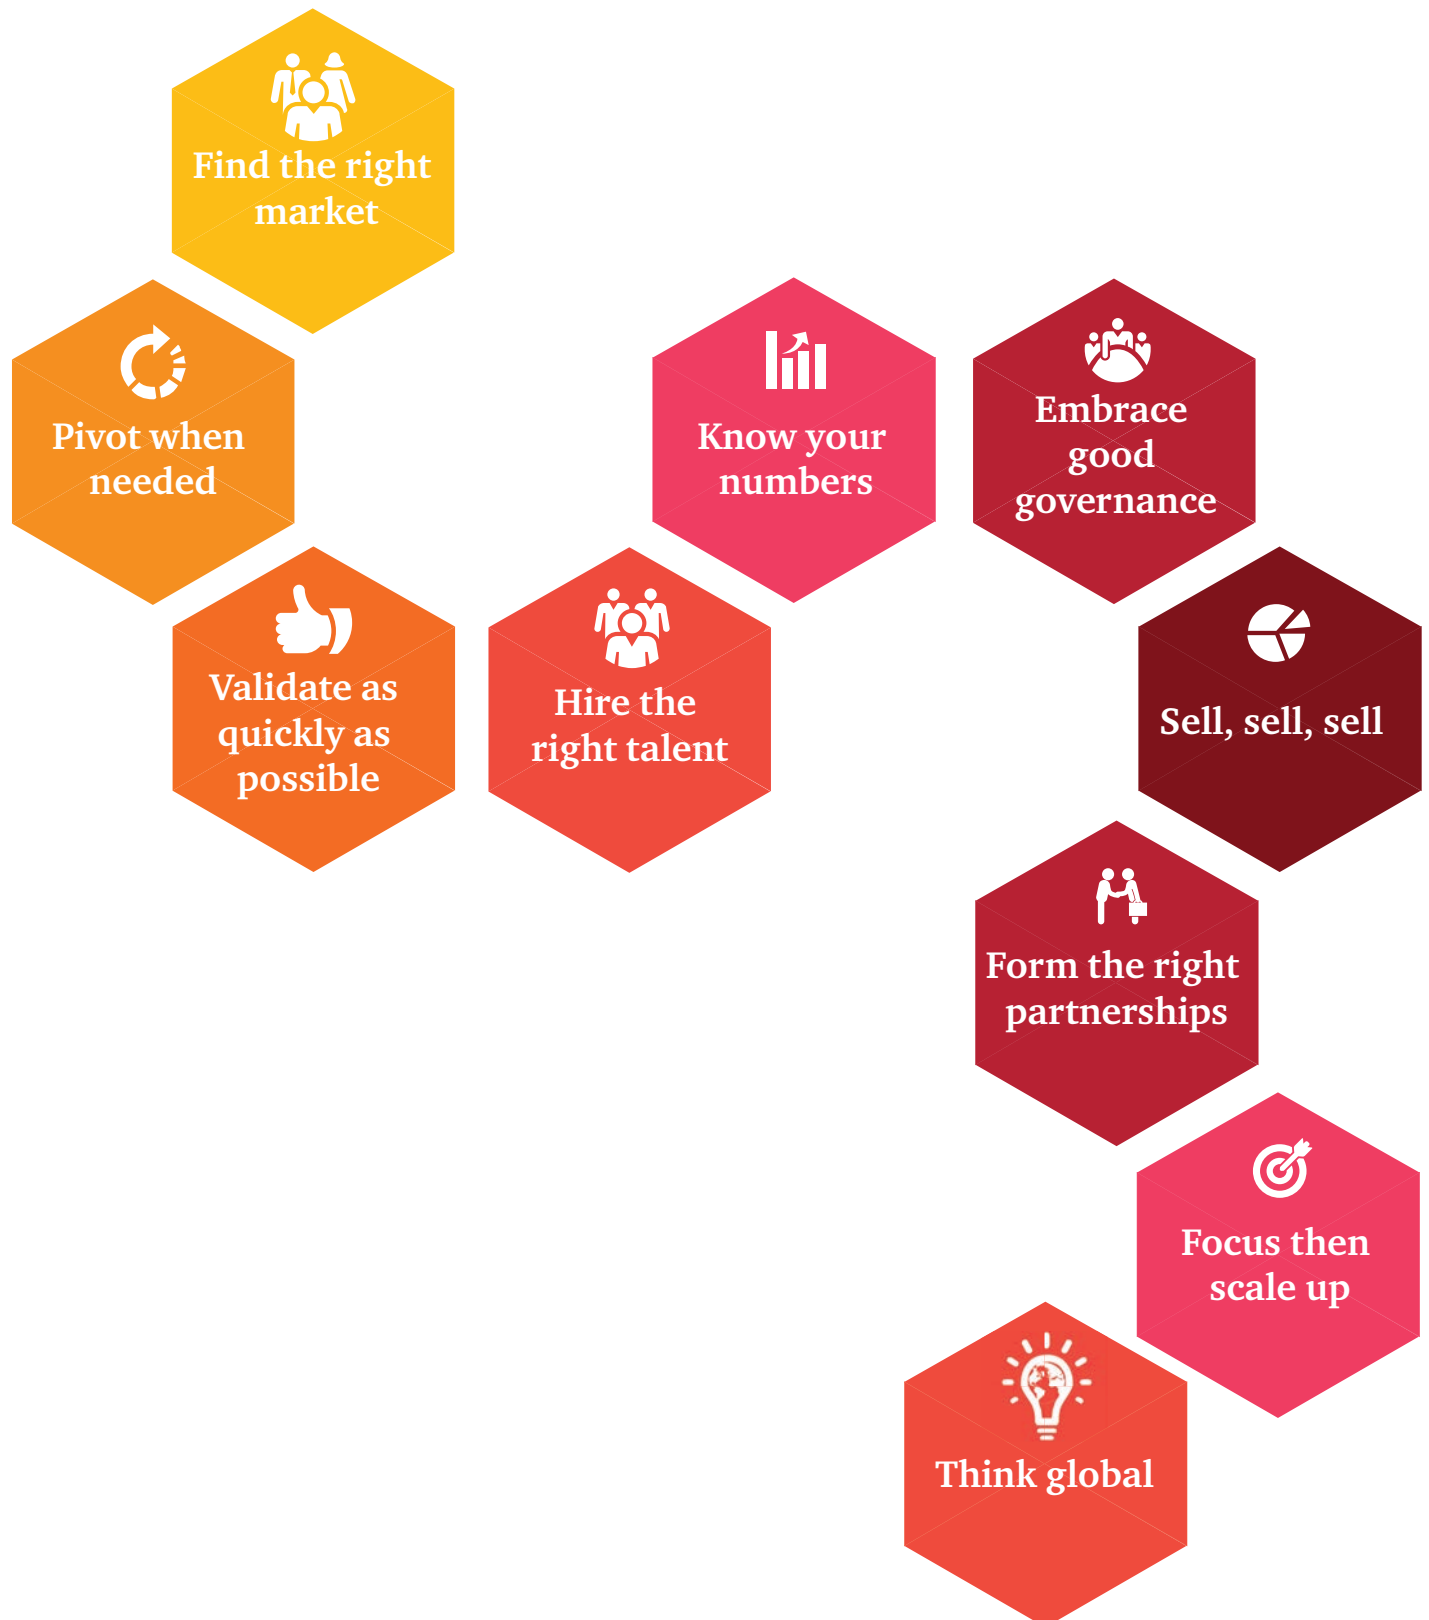 Find the right
market
Pivot when
needed
Validate as
quickly as
possible
Hire the
right talent
Know your
numbers
Embrace
good
governance
Sell, sell, sell
Form the right
partnerships
Focus then
scale up
Think global